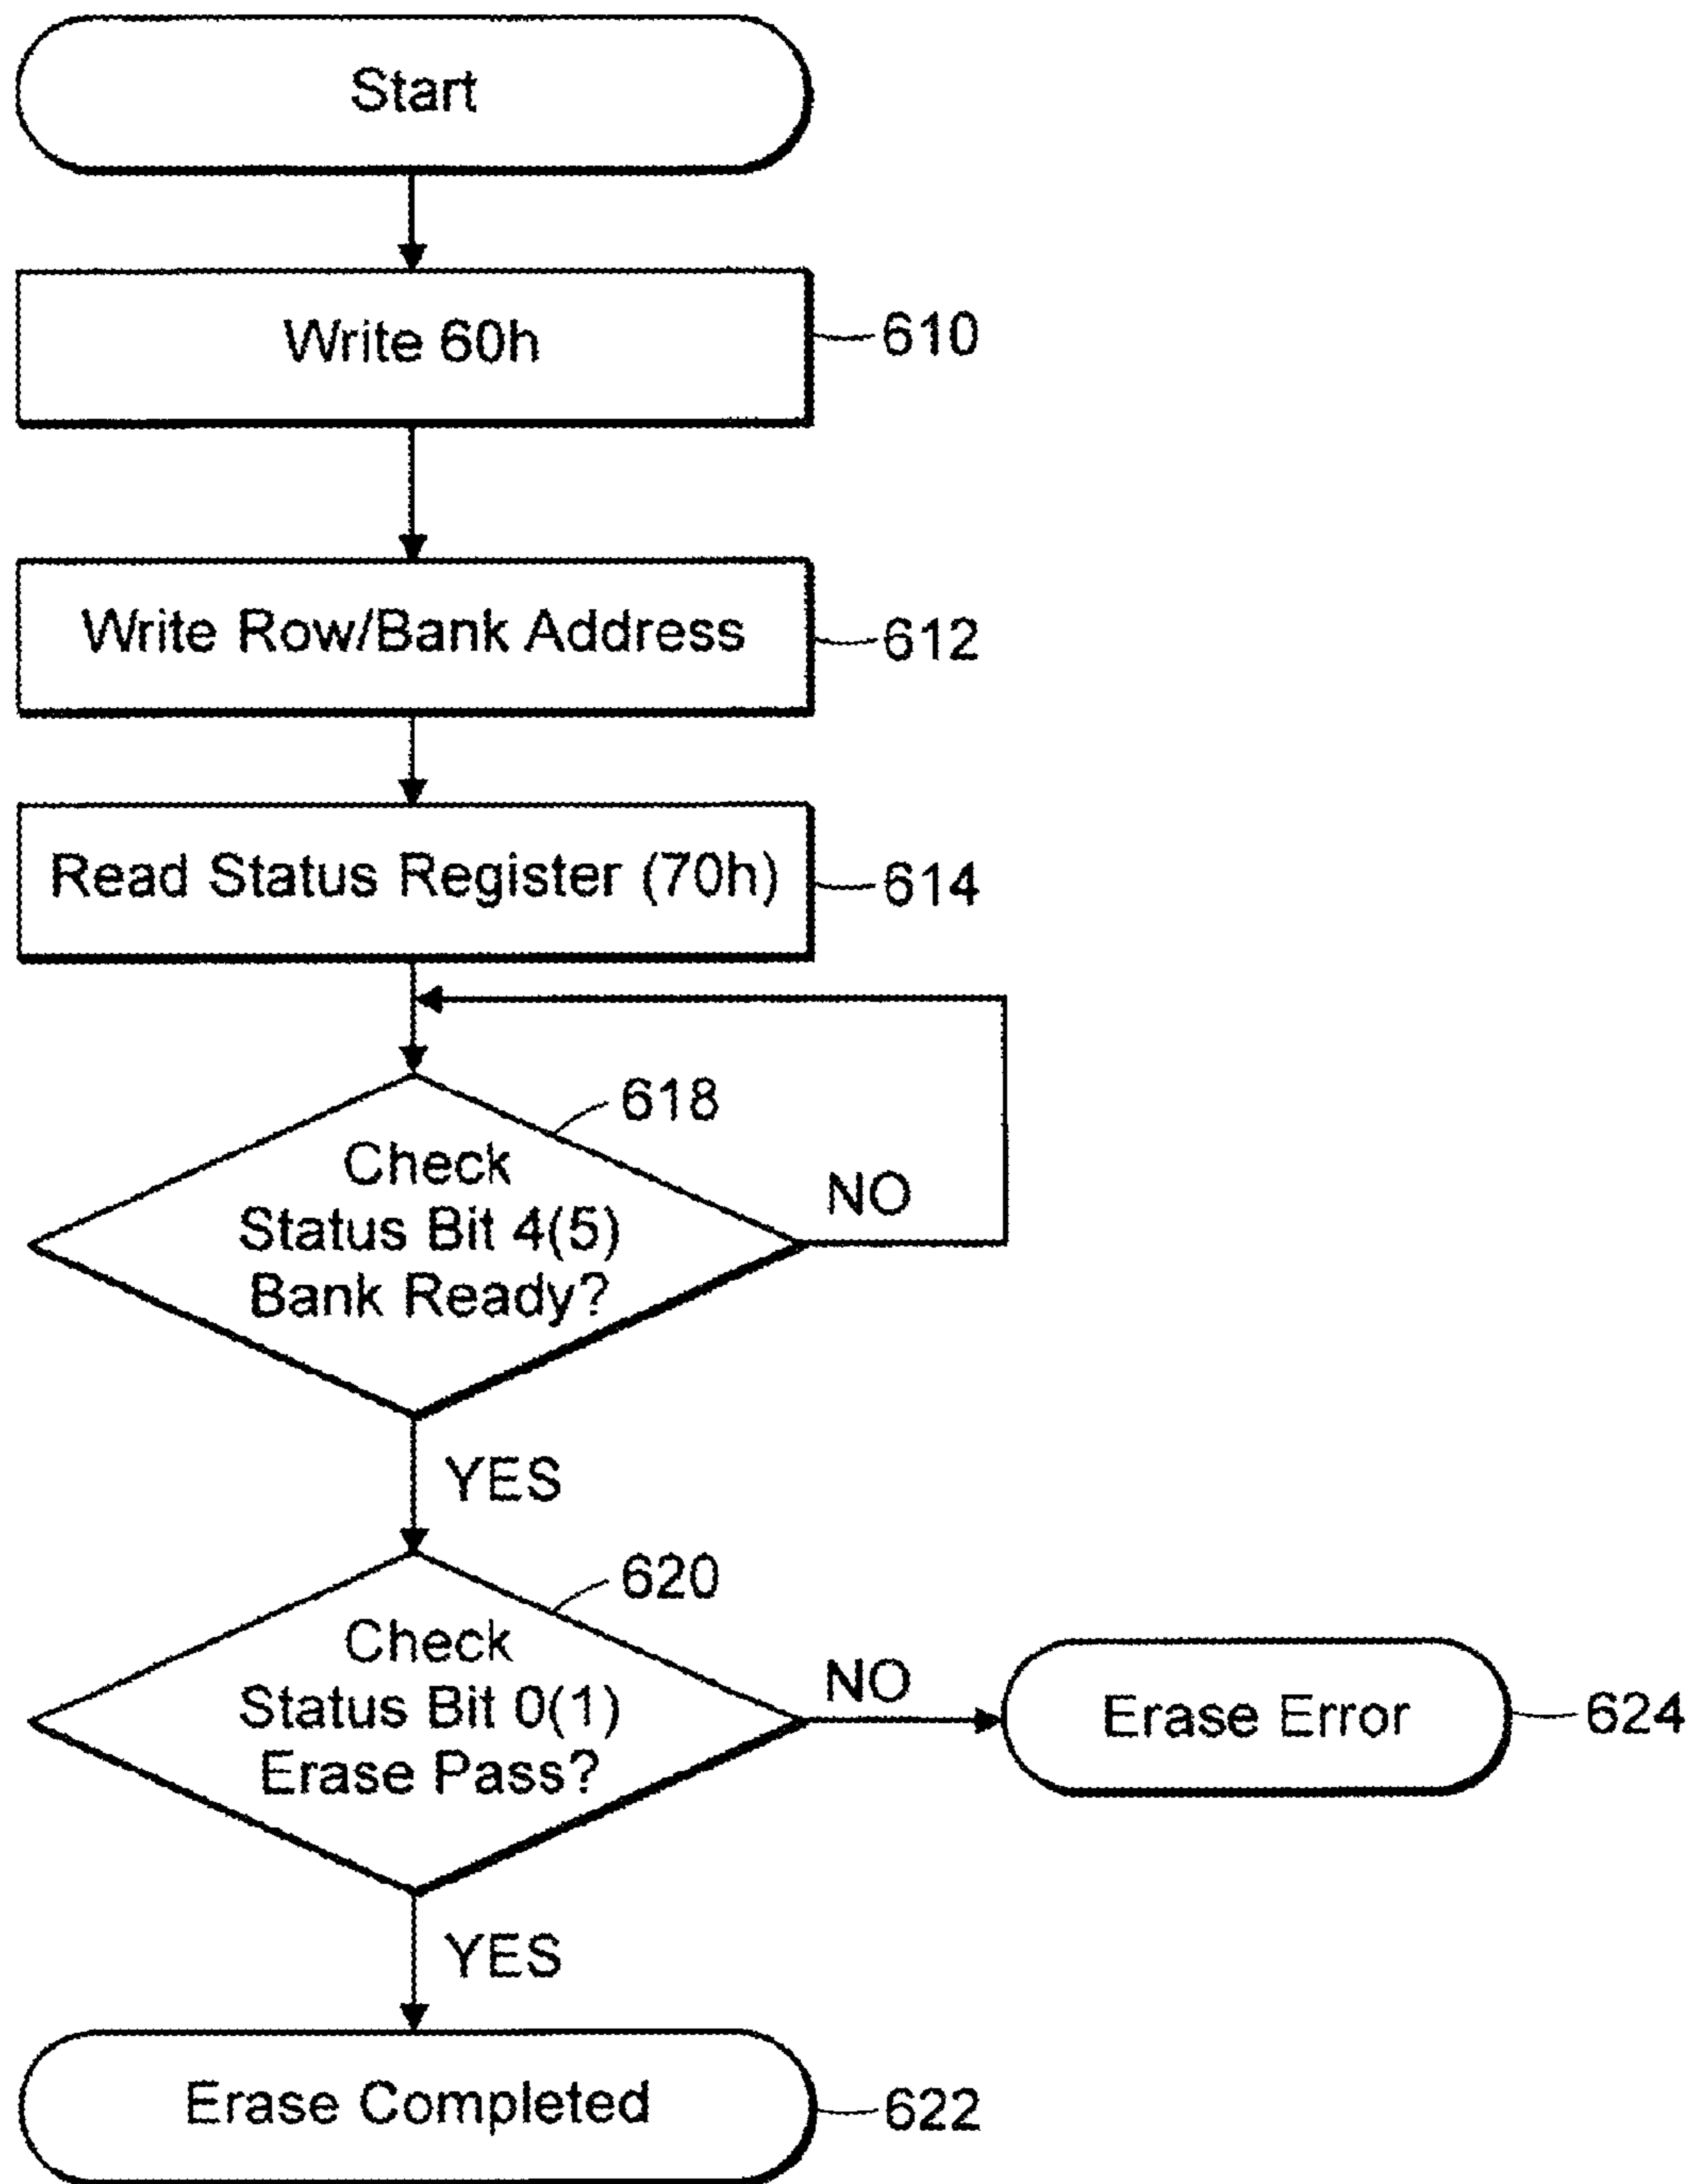 Start
Write 60h
610
Write Row/Bank Address
612
Read Status Register (70h)
614
618
Check
Status Bit 4(5)
Bank Ready?
NO
YES
620
Check
Status Bit 0(1)
Erase Pass?
NO
Erase Error
624
YES
Erase Completed
622